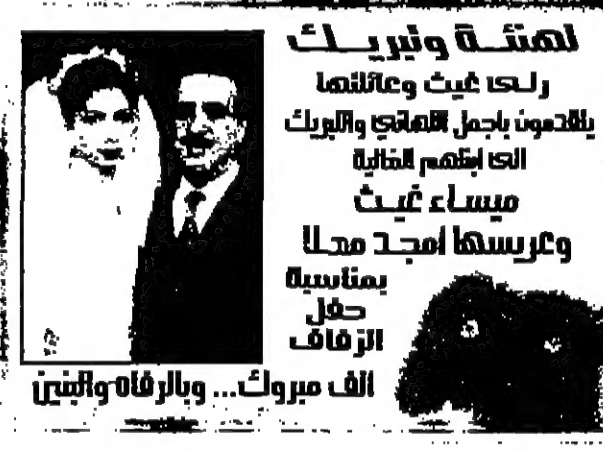 تهنئة وتبريك
رلى غيث وعائلتها
يتقدمون باجمل التهاني والتبريك
الى ابنتهم الغالية
ميساء غيث
وعريسها امجد محلا
بمناسبة
حفل
الزفاف
الف مبروك... وبالرفاه والبنين